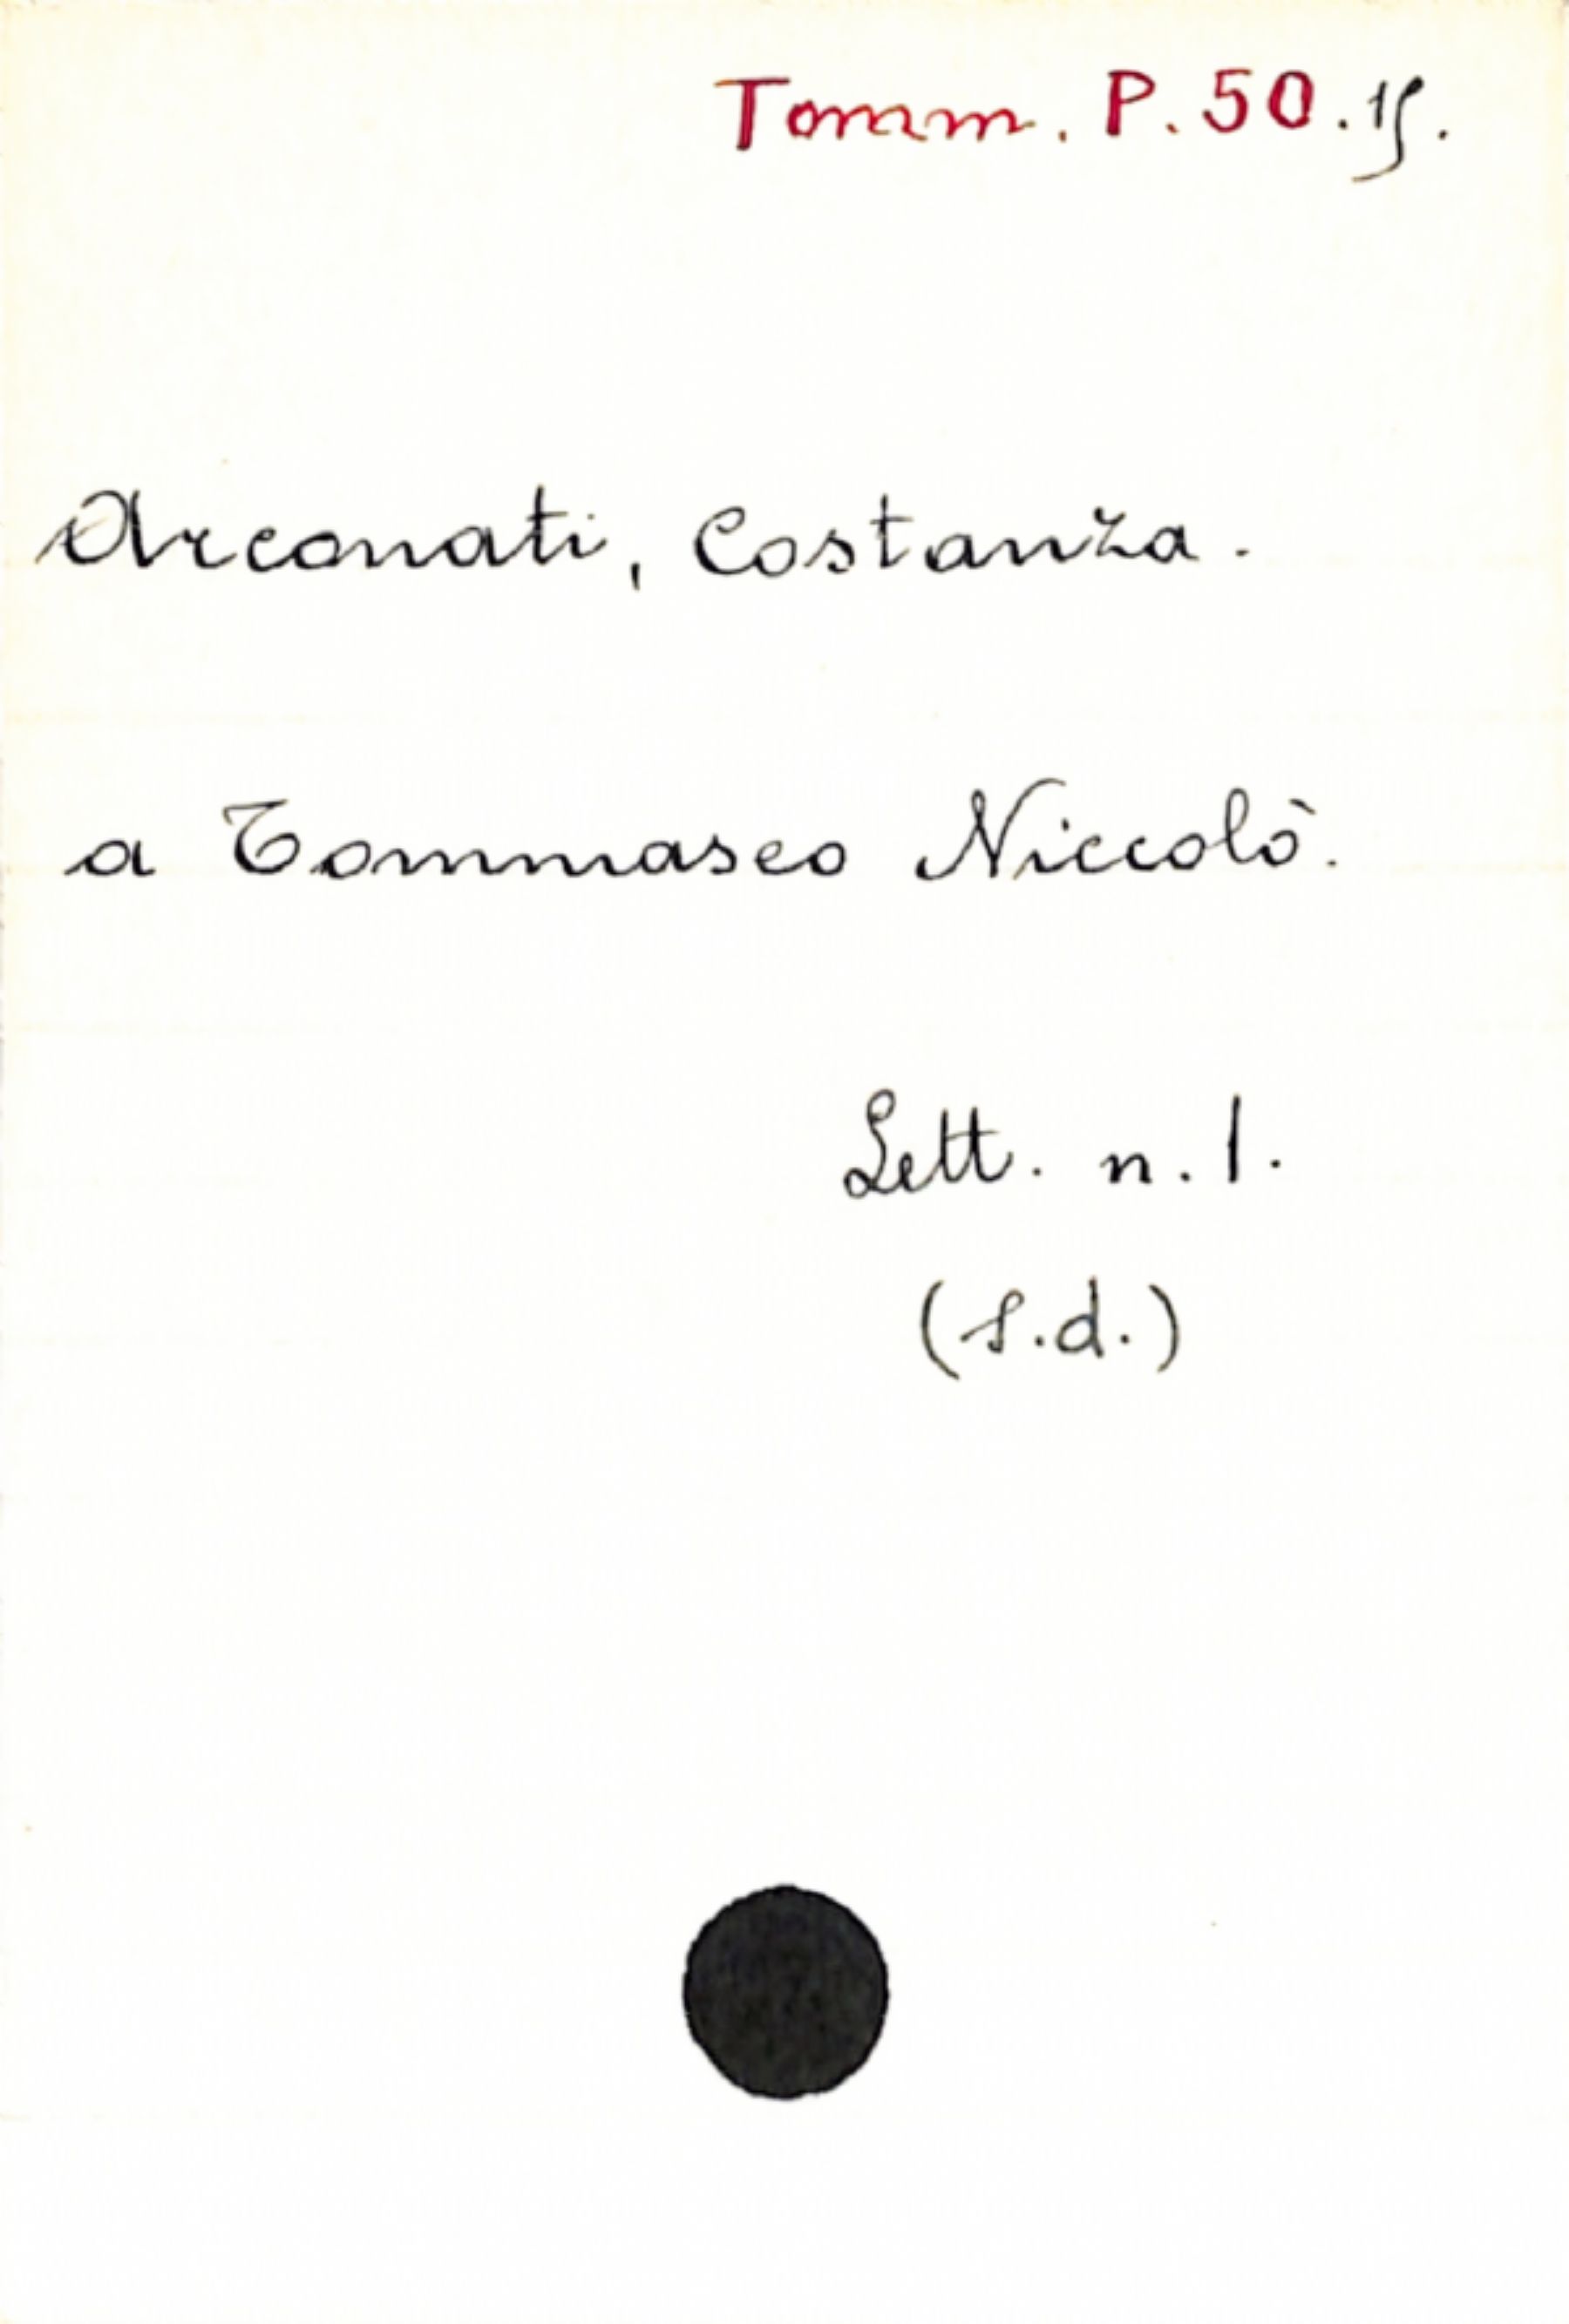 Tomm. P. 50. 15.
Arconati, Costanza.
a Tommaseo Niccolò.
Lett. n. 1.
(s.d.)